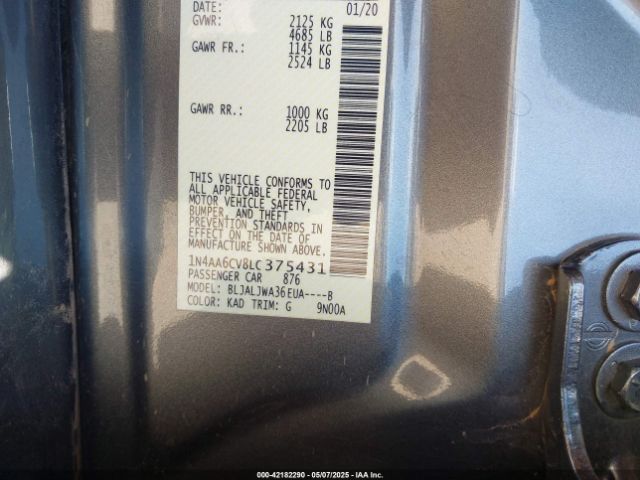 DATE: 01/20
GVWR: 2125 KG
4685 LB
GAWR FR.: 1145 KG
2524 LB
GAWR RR.: 1000 KG
2205 LB
THIS VEHICLE CONFORMS TO
ALL APPLICABLE FEDERAL
MOTOR VEHICLE SAFETY,
BUMPER, AND THEFT
PREVENTION STANDARDS IN
EFFECT ON THE DATE OF
MANUFACTURE SHOWN ABOVE.
1N4AA6CV8LC375431
PASSENGER CAR 876
MODEL: BLJALJWA36EUA----B
COLOR: KAD TRIM: G 9N00A
000-42182290 - 05/07/2025 - IAA Inc.